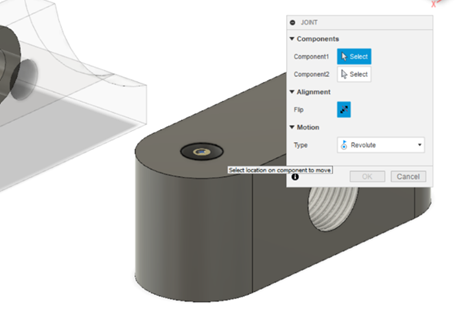 JOINT
Components
Component1 Select
Component2 Select
Alignment
Flip
Motion
Type Revolute
Select location on component to move
OK Cancel
X